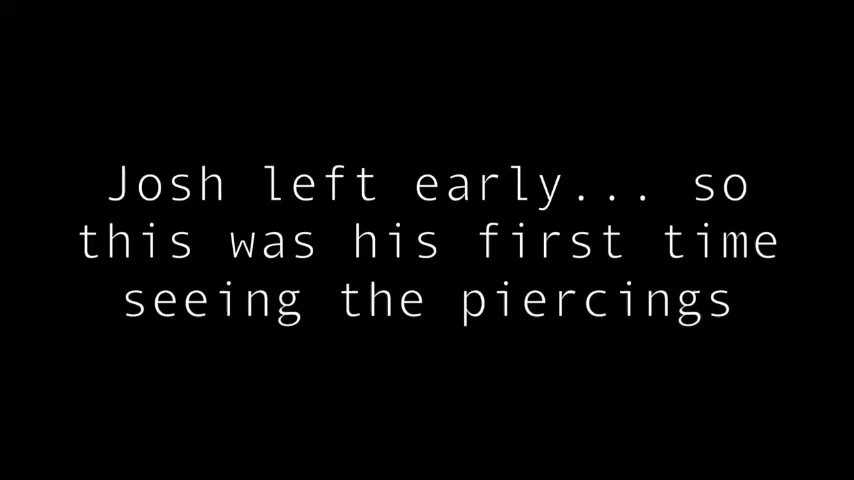 Josh left early... so
this was his first time
seeing the piercings